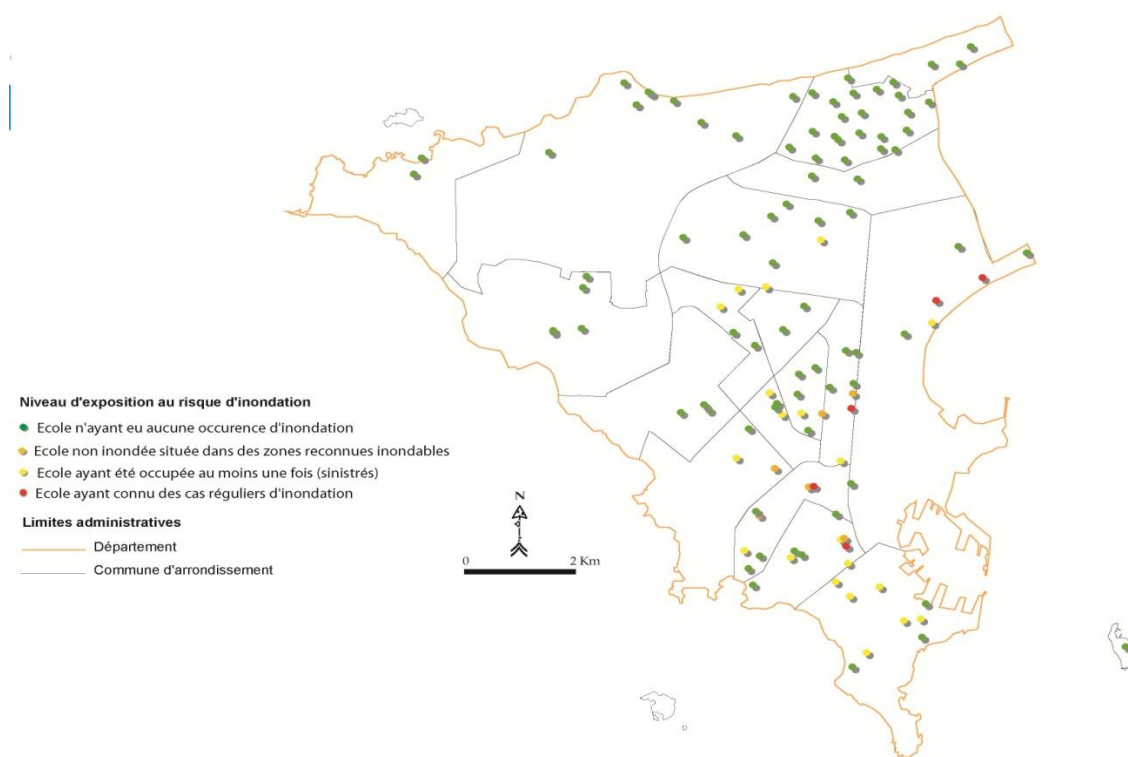 Niveau d'exposition au risque d'inondation
Ecole n'ayant eu aucune occurence d'inondation
Ecole non inondée située dans des zones reconnues inondables
Ecole ayant été occupée au moins une fois (sinistrés)
Ecole ayant connu des cas réguliers d'inondation
Limites administratives
Département
Commune d'arrondissement
N
0 2 Km